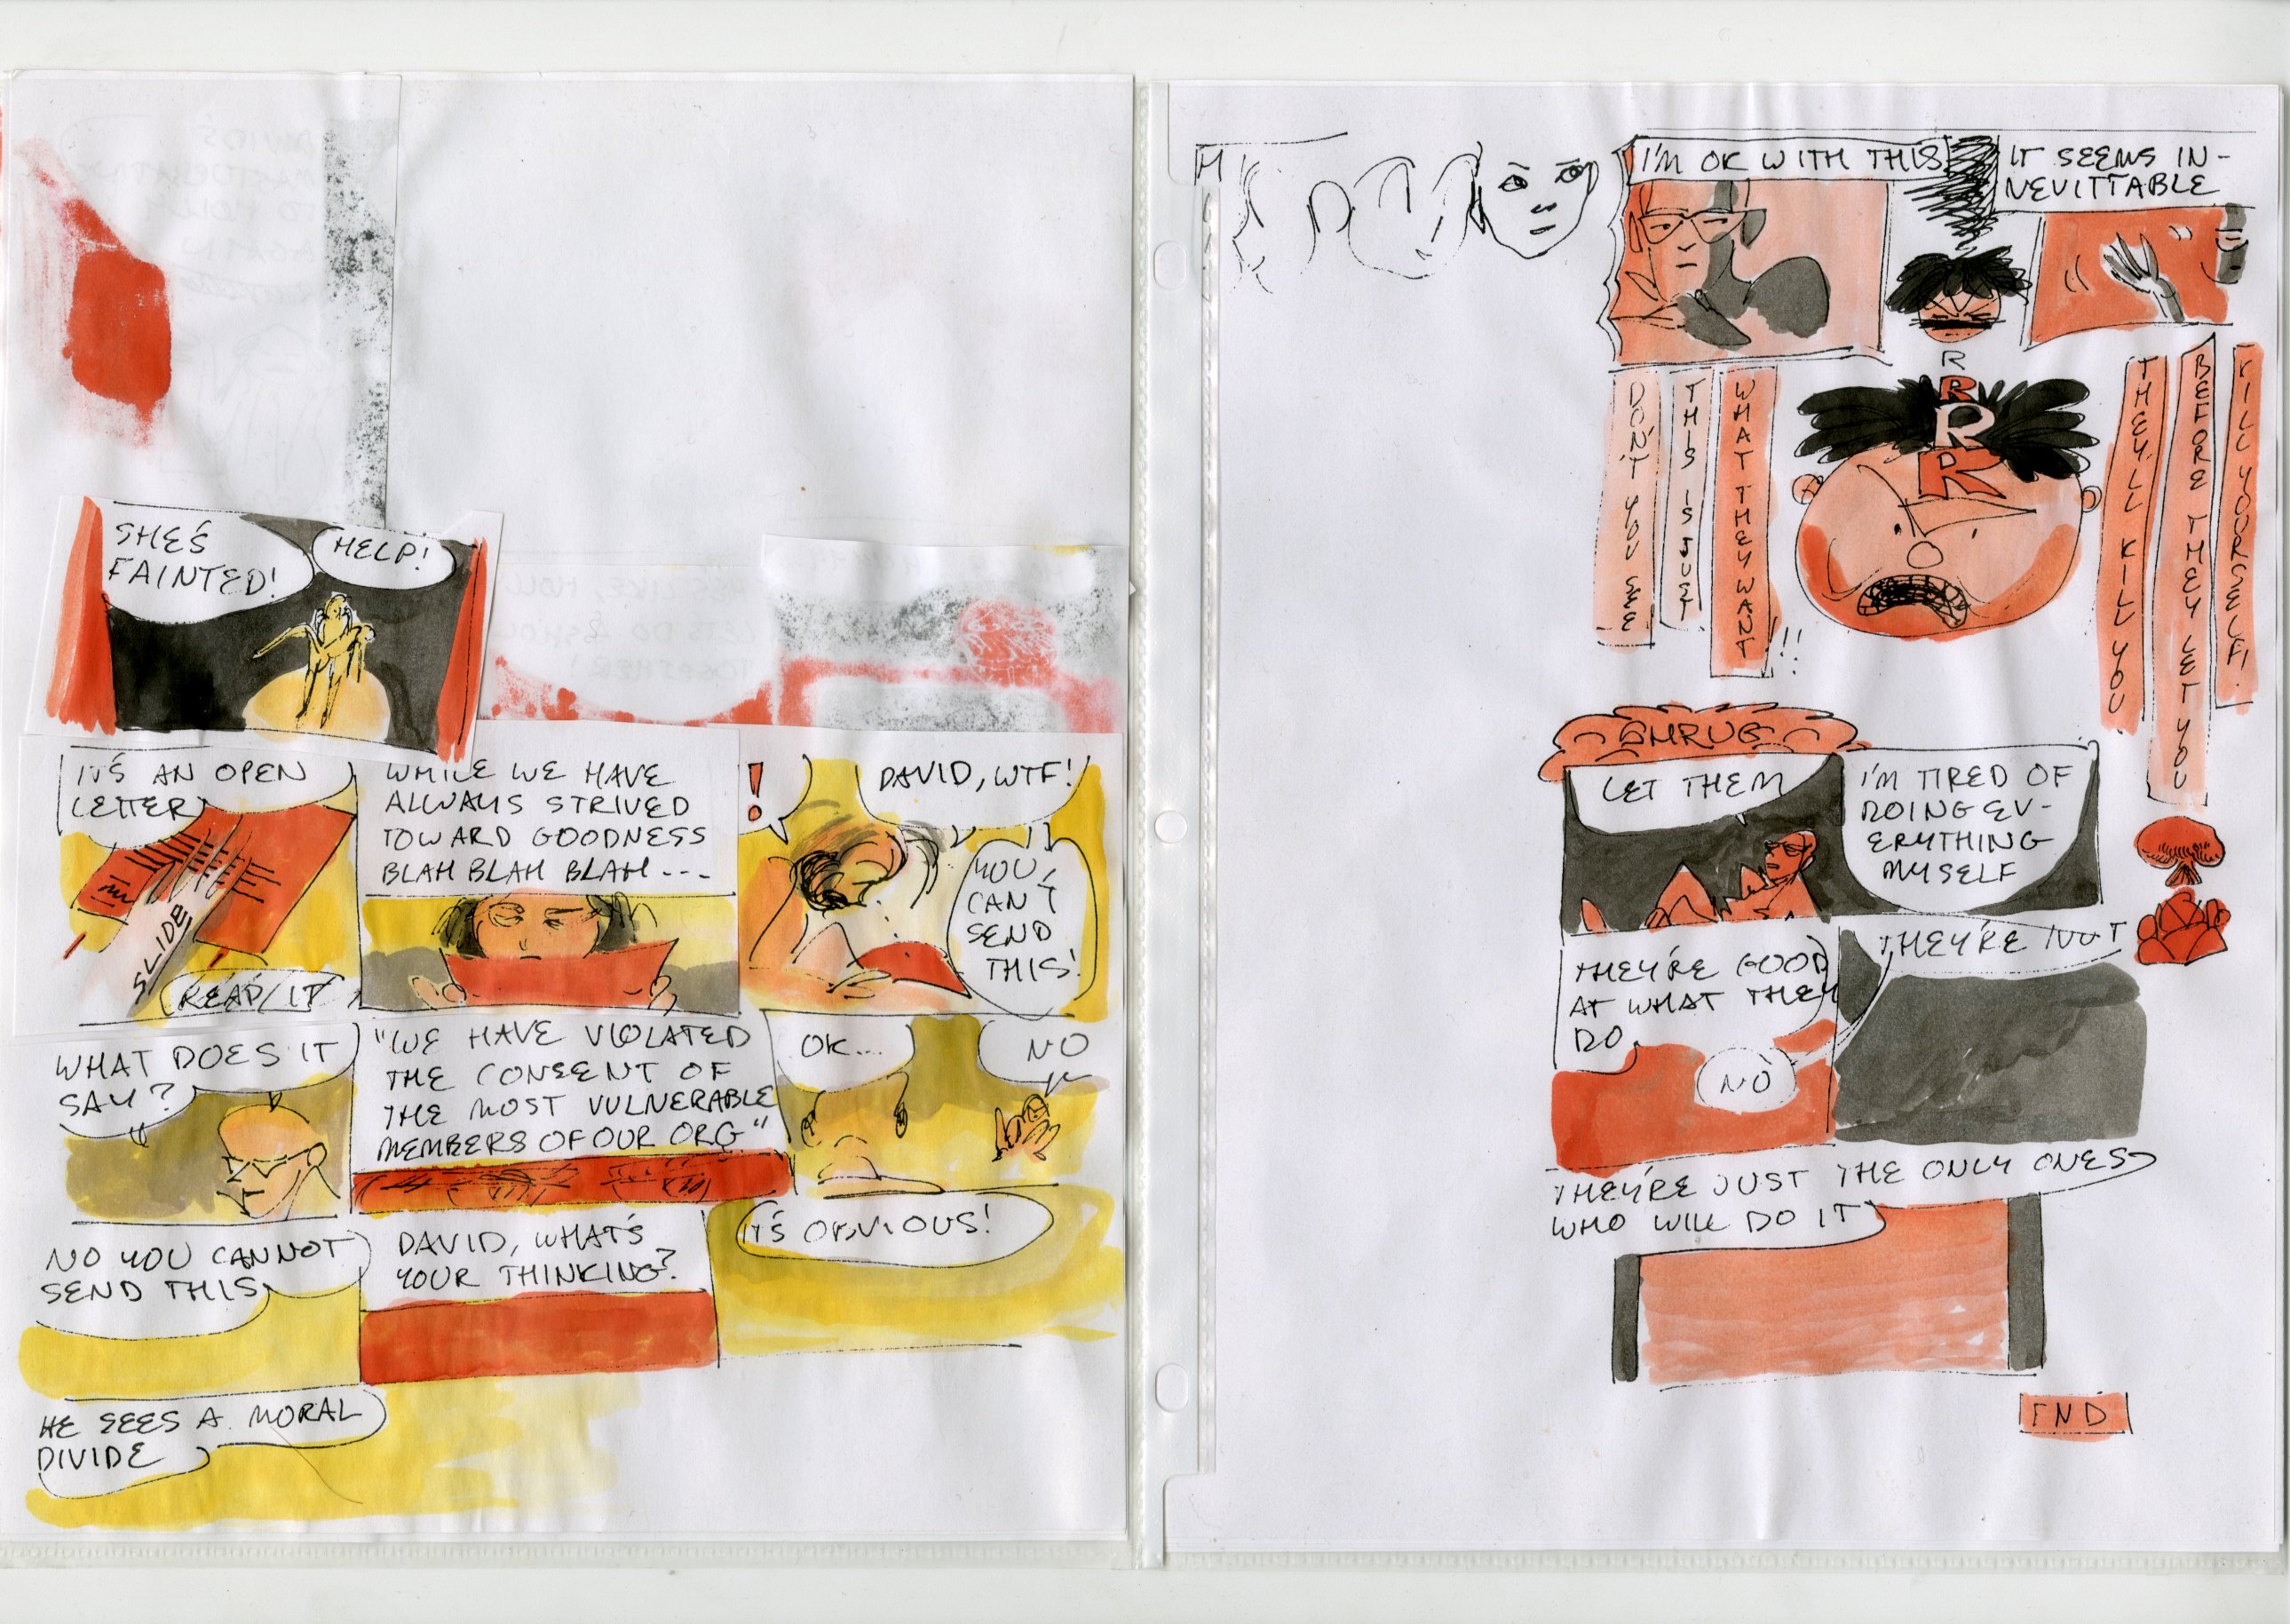 SHE'S
FAINTED!
HELP!
IT'S AN OPEN
LETTER
SLIDE
READ IT
WHILE WE HAVE
ALWAYS STRIVED
TOWARD GOODNESS
BLAH BLAH BLAH---
!
DAVID, WTF!
YOU
CAN'T
SEND
THIS!
WHAT DOES IT
SAY?
"WE HAVE VIOLATED
THE CONSENT OF
THE MOST VULNERABLE
MEMBERS OF OUR ORG"
OK...
NO
NO YOU CANNOT
SEND THIS
DAVID, WHAT'S
YOUR THINKING?
IT'S OBVIOUS!
HE SEES A MORAL
DIVIDE
I'M OK WITH THIS
IT SEEMS IN-
NEVITTABLE
R
R
R
R
DON'T YOU SEE
THIS IS JUST
WHAT THEY WANT
!!
THEY'LL KILL YOU
BEFORE THEY LET YOU
KILL YOURSELF!
SHRUG
LET THEM
I'M TIRED OF
DOING EV-
ERYTHING
MYSELF
THEY'RE GOOD
AT WHAT THEY
DO
THEY'RE NOT
NO
THEY'RE JUST THE ONLY ONES
WHO WILL DO IT
END